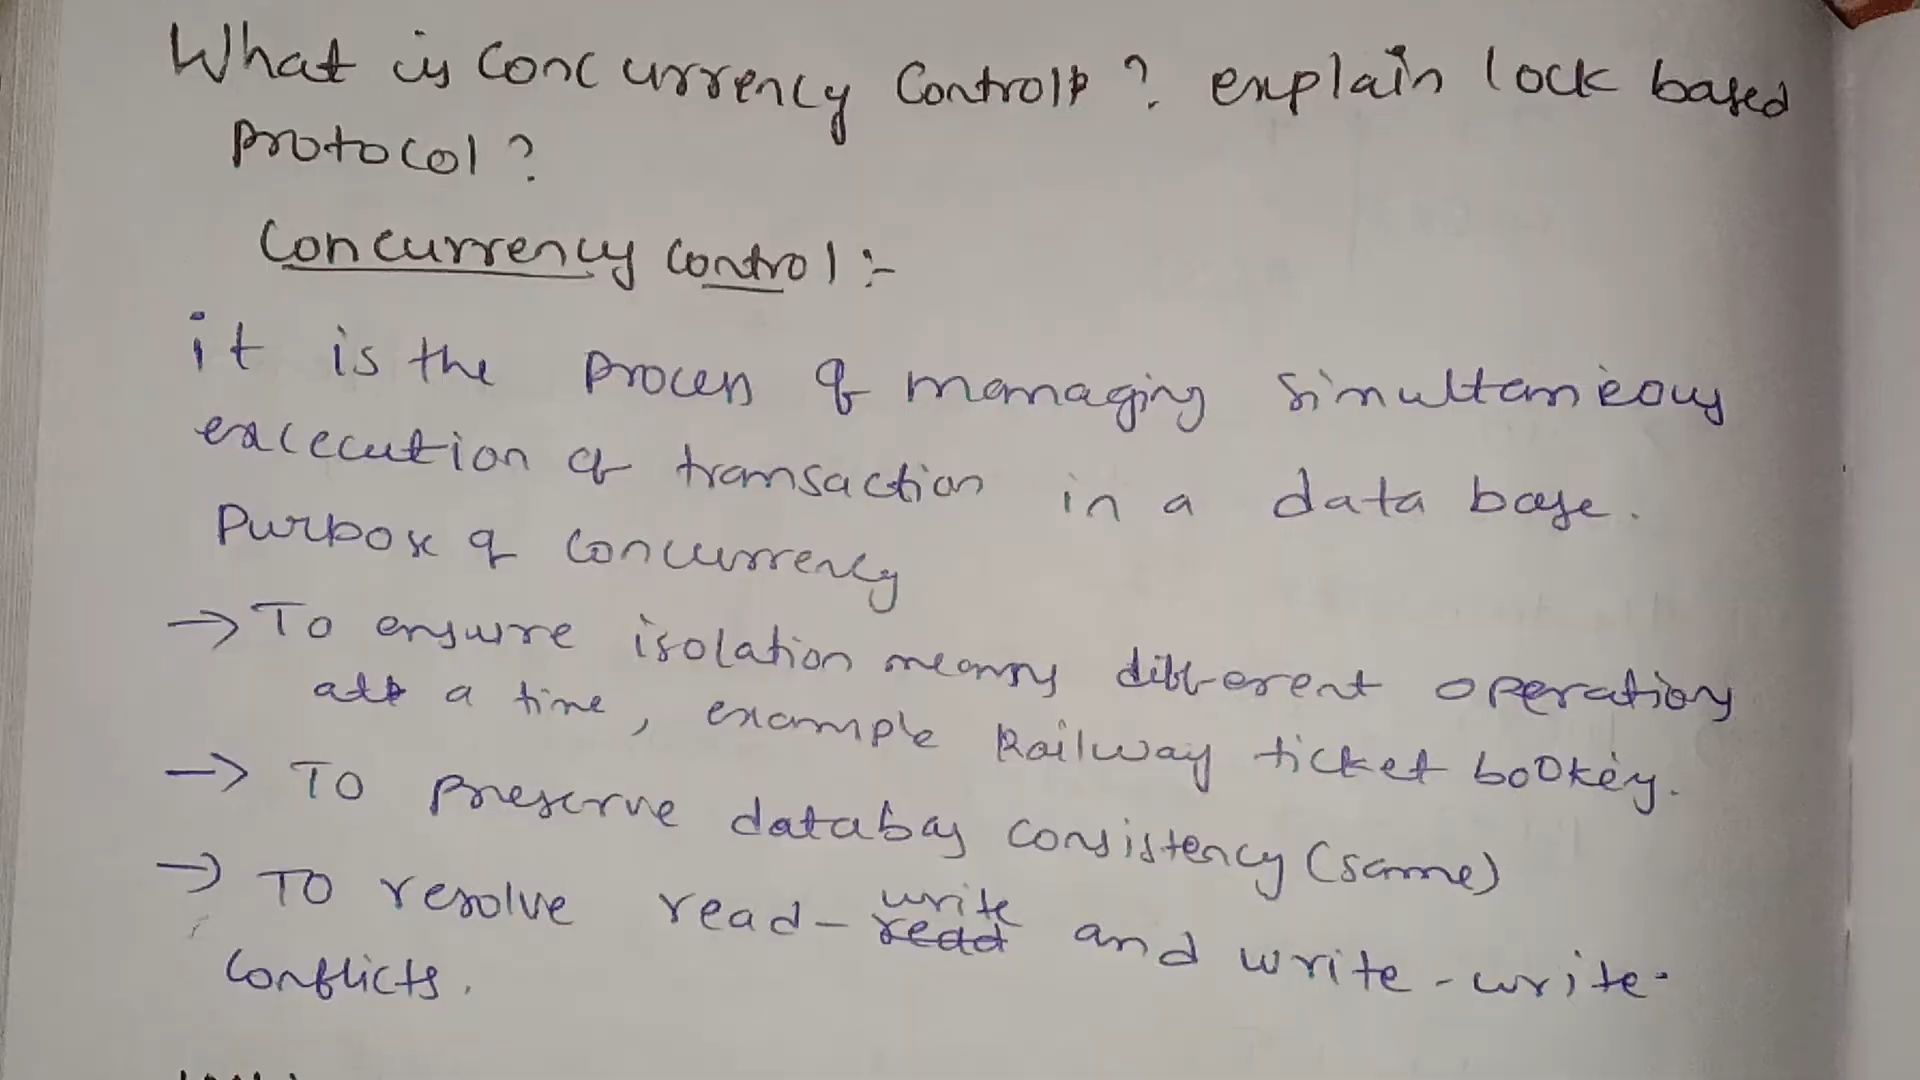 What is Concurrency Control ? explain lock based
protocol ?
Concurrency Control :-
it is the process of managing simultaneous
excecution of transaction in a data base.
Purpose of Concurrency
→ To ensure isolation means different operations
at a time, example Railway ticket booking.
→ To preserve database consistency (same)
→ To resolve read-write and write-write-
conflicts.